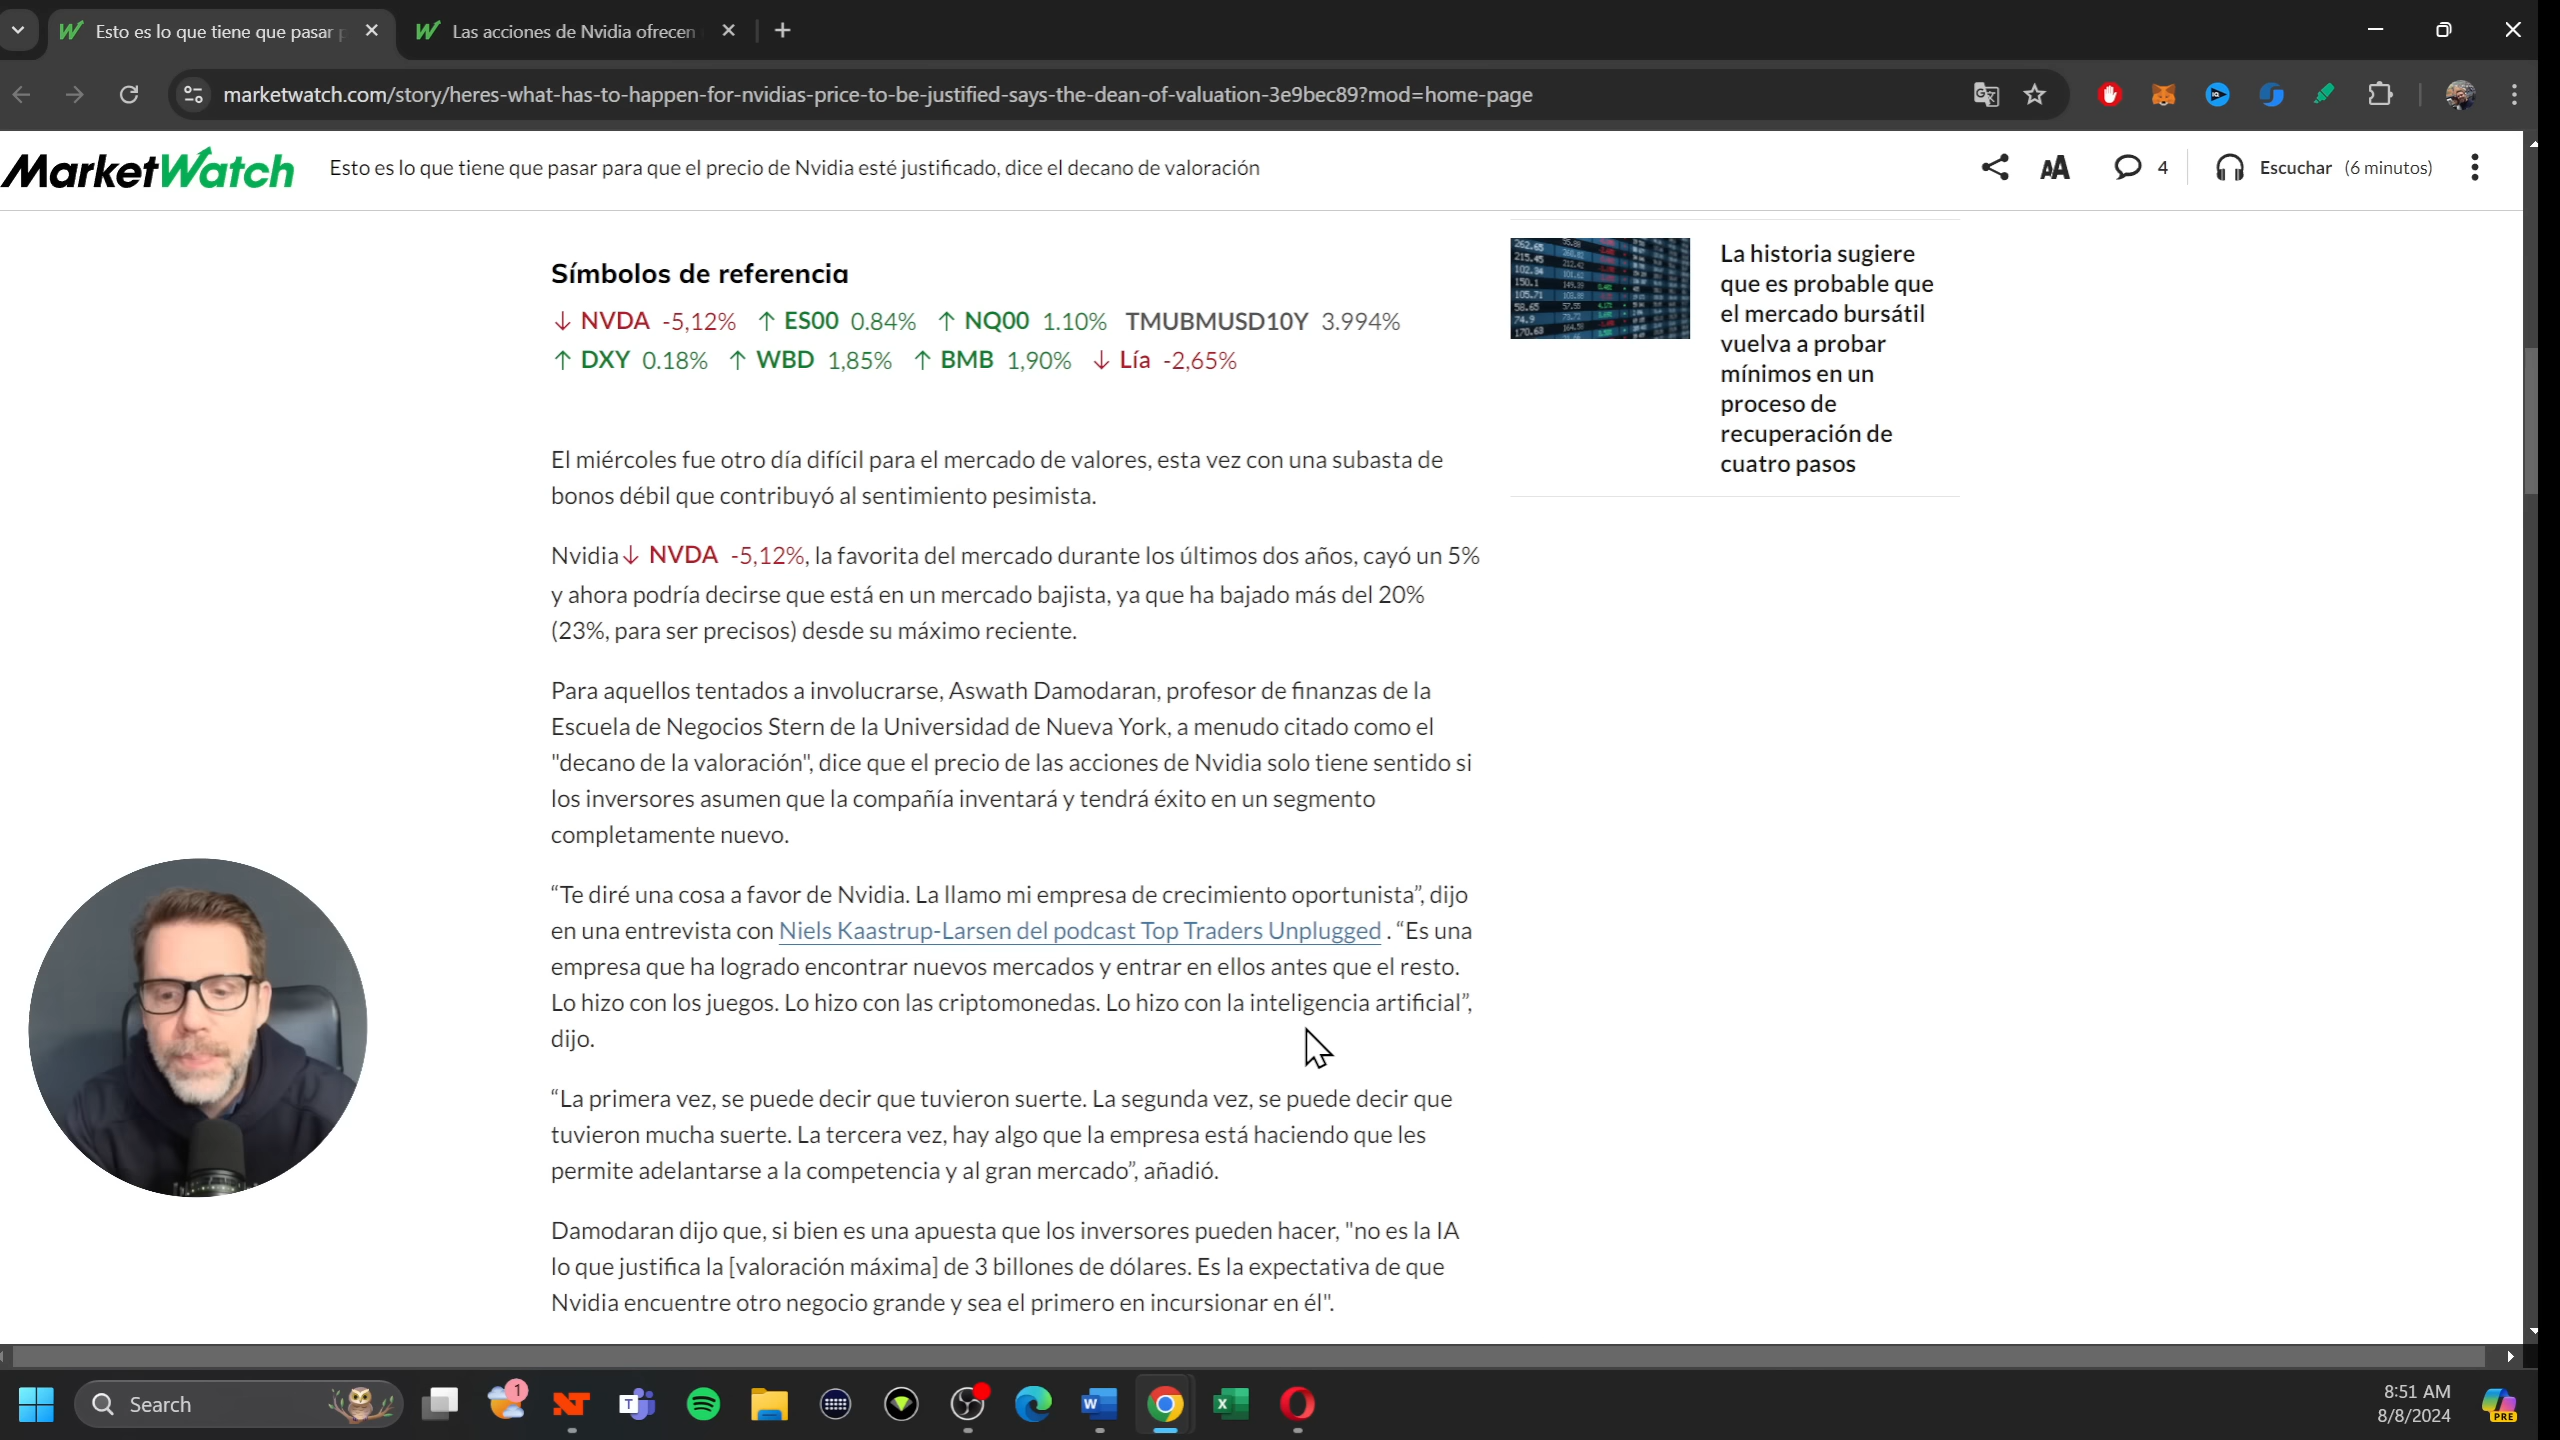 Esto es lo que tiene que pasar p
Las acciones de Nvidia ofrecen
marketwatch.com/story/heres-what-has-to-happen-for-nvidias-price-to-be-justified-says-the-dean-of-valuation-3e9bec89?mod=home-page
MarketWatch
Esto es lo que tiene que pasar para que el precio de Nvidia esté justificado, dice el decano de valoración
4
Escuchar (6 minutos)
Símbolos de referencia
↓ NVDA -5,12% ↑ ES00 0.84% ↑ NQ00 1.10% TMUBMUSD10Y 3.994%
↑ DXY 0.18% ↑ WBD 1,85% ↑ BMB 1,90% ↓ Lía -2,65%
El miércoles fue otro día difícil para el mercado de valores, esta vez con una subasta de
bonos débil que contribuyó al sentimiento pesimista.
Nvidia ↓ NVDA -5,12%, la favorita del mercado durante los últimos dos años, cayó un 5%
y ahora podría decirse que está en un mercado bajista, ya que ha bajado más del 20%
(23%, para ser precisos) desde su máximo reciente.
Para aquellos tentados a involucrarse, Aswath Damodaran, profesor de finanzas de la
Escuela de Negocios Stern de la Universidad de Nueva York, a menudo citado como el
"decano de la valoración", dice que el precio de las acciones de Nvidia solo tiene sentido si
los inversores asumen que la compañía inventará y tendrá éxito en un segmento
completamente nuevo.
“Te diré una cosa a favor de Nvidia. La llamo mi empresa de crecimiento oportunista”, dijo
en una entrevista con Niels Kaastrup-Larsen del podcast Top Traders Unplugged . “Es una
empresa que ha logrado encontrar nuevos mercados y entrar en ellos antes que el resto.
Lo hizo con los juegos. Lo hizo con las criptomonedas. Lo hizo con la inteligencia artificial”,
dijo.
“La primera vez, se puede decir que tuvieron suerte. La segunda vez, se puede decir que
tuvieron mucha suerte. La tercera vez, hay algo que la empresa está haciendo que les
permite adelantarse a la competencia y al gran mercado”, añadió.
Damodaran dijo que, si bien es una apuesta que los inversores pueden hacer, "no es la IA
lo que justifica la [valoración máxima] de 3 billones de dólares. Es la expectativa de que
Nvidia encuentre otro negocio grande y sea el primero en incursionar en él".
La historia sugiere
que es probable que
el mercado bursátil
vuelva a probar
mínimos en un
proceso de
recuperación de
cuatro pasos
Search
1
8:51 AM
8/8/2024
PRE